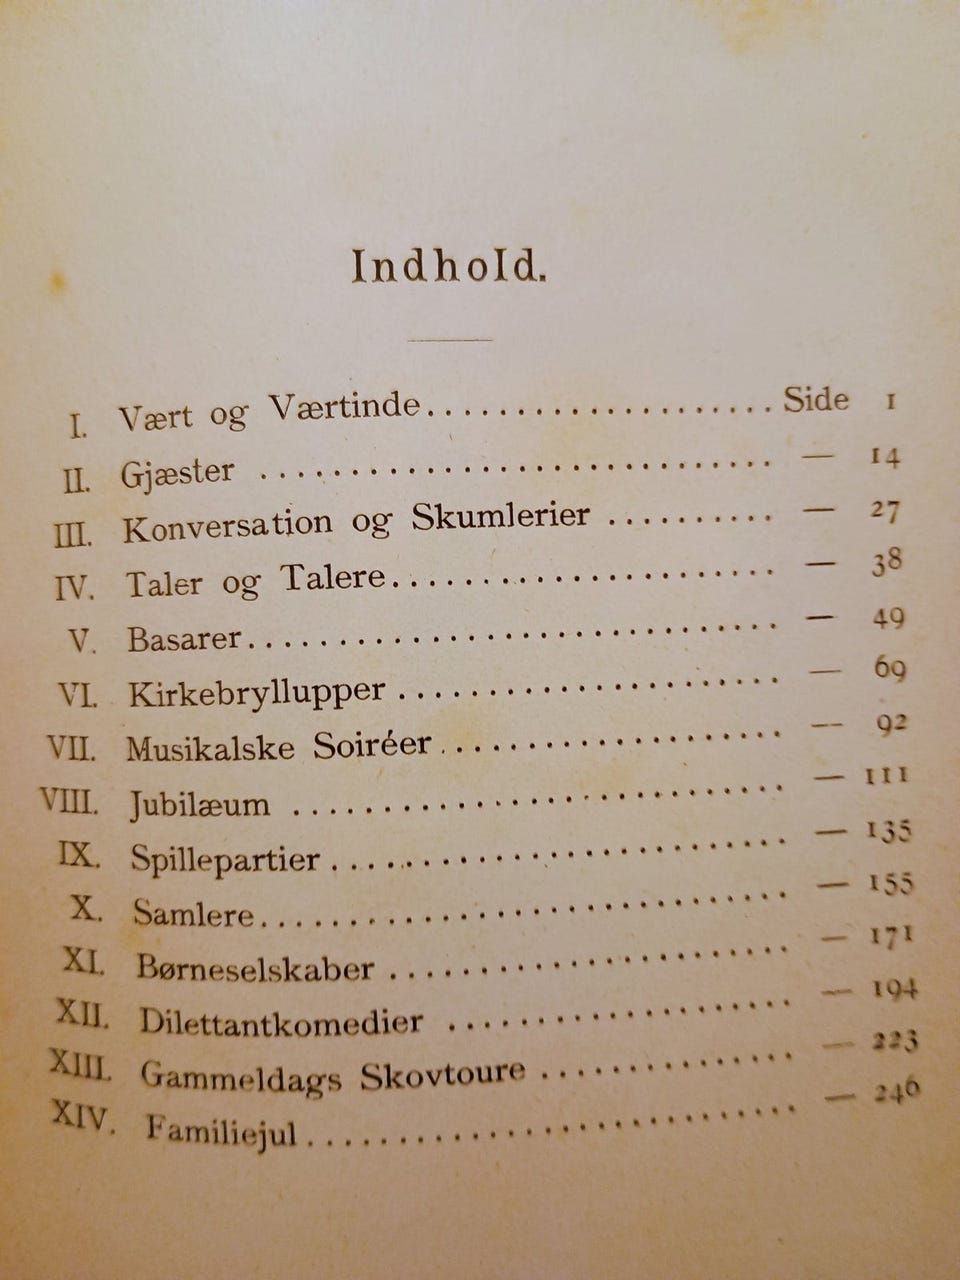 Indhold.
I. Vært og Værtinde....................Side 1
II. Gjæster ............................. — 14
III. Konversation og Skumlerier .......... — 27
IV. Taler og Talere...................... — 38
V. Basarer.............................. — 49
VI. Kirkebryllupper ..................... — 69
VII. Musikalske Soiréer .................. — 92
VIII. Jubilæum ........................... — 111
IX. Spillepartier ........................ — 135
X. Samlere.............................. — 155
XI. Børneselskaber ...................... — 171
XII. Dilettantkomedier ................... — 194
XIII. Gammeldags Skovtoure .............. — 223
XIV. Familiejul........................... — 246